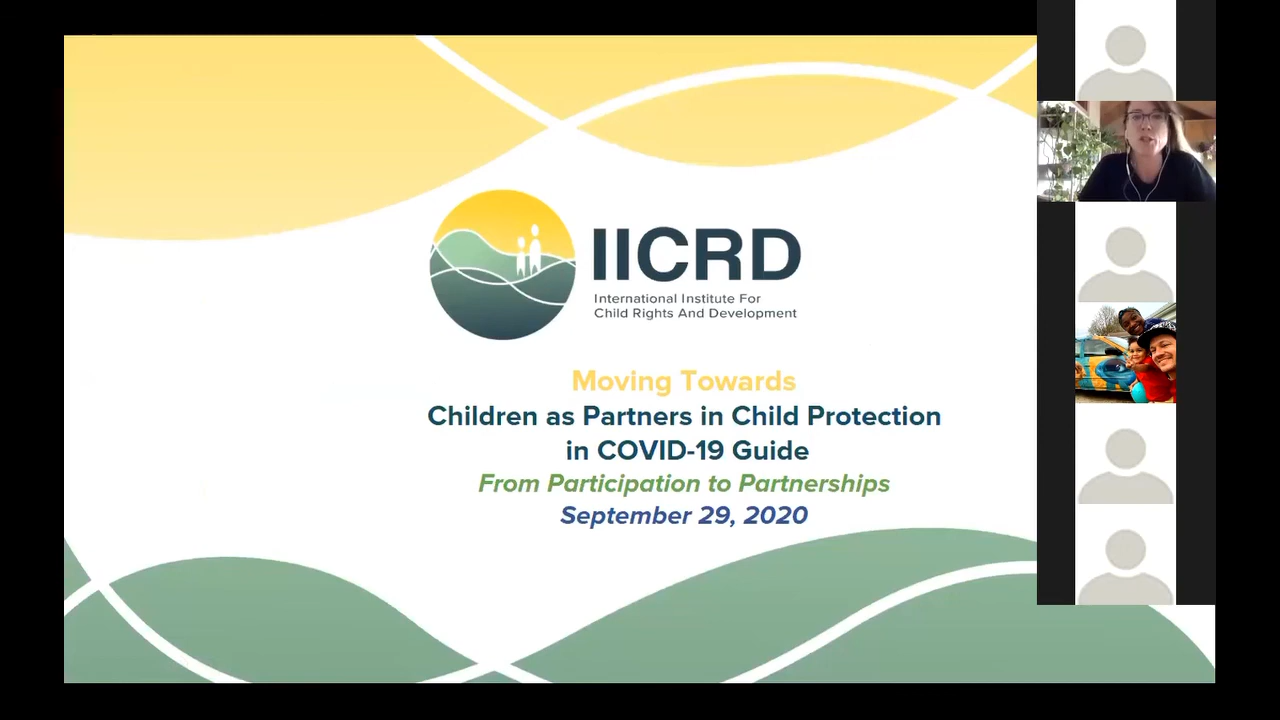 IICRD
International Institute For
Child Rights And Development
Moving Towards
Children as Partners in Child Protection
in COVID-19 Guide
From Participation to Partnerships
September 29, 2020